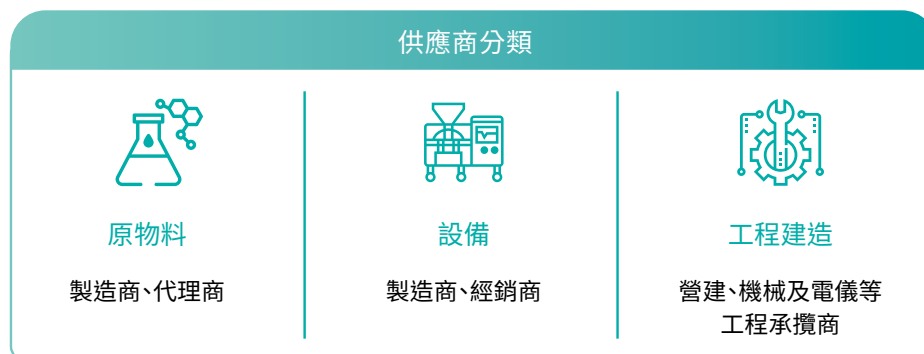 供應商分類
原物料
製造商、代理商
設備
製造商、經銷商
工程建造
營建、機械及電儀等
工程承攬商